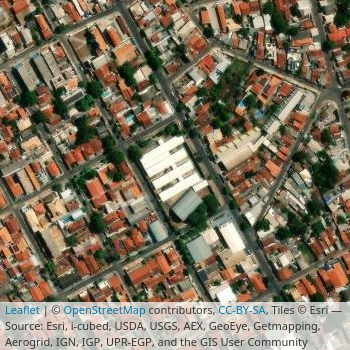 Leaflet | © OpenStreetMap contributors, CC-BY-SA, Tiles © Esri —
Source: Esri, i-cubed, USDA, USGS, AEX, GeoEye, Getmapping,
Aerogrid, IGN, IGP, UPR-EGP, and the GIS User Community